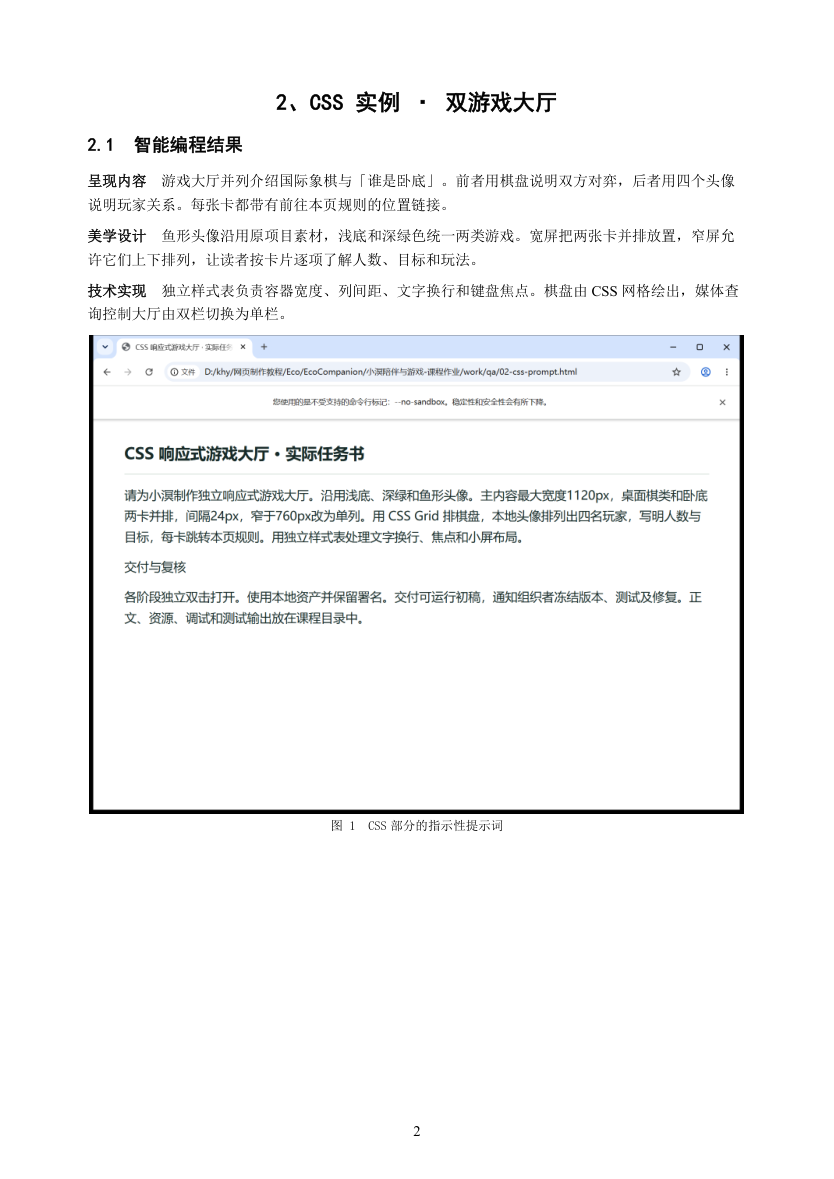 2、CSS 实例 · 双游戏大厅
2.1 智能编程结果
呈现内容 游戏大厅并列介绍国际象棋与「谁是卧底」。前者用棋盘说明双方对弈，后者用四个头像
说明玩家关系。每张卡都带有前往本页规则的位置链接。
美学设计 鱼形头像沿用原项目素材，浅底和深绿色统一两类游戏。宽屏把两张卡并排放置，窄屏允
许它们上下排列，让读者按卡片逐项了解人数、目标和玩法。
技术实现 独立样式表负责容器宽度、列间距、文字换行和键盘焦点。棋盘由 CSS 网格绘出，媒体查
询控制大厅由双栏切换为单栏。
CSS 响应式游戏大厅 · 实际任务
文件 D:/khy/网页制作教程/Eco/EcoCompanion/小溟陪伴与游戏-课程作业/work/qa/02-css-prompt.html
您使用的是不受支持的命令行标记：--no-sandbox。稳定性和安全性会有所下降。
CSS 响应式游戏大厅 · 实际任务书
请为小溟制作独立响应式游戏大厅。沿用浅底、深绿和鱼形头像。主内容最大宽度1120px，桌面棋类和卧底
两卡并排，间隔24px，窄于760px改为单列。用 CSS Grid 排棋盘，本地头像排列出四名玩家，写明人数与
目标，每卡跳转本页规则。用独立样式表处理文字换行、焦点和小屏布局。
交付与复核
各阶段独立双击打开。使用本地资产并保留署名。交付可运行初稿，通知组织者冻结版本、测试及修复。正
文、资源、调试和测试输出放在课程目录中。
图 1 CSS 部分的指示性提示词
2